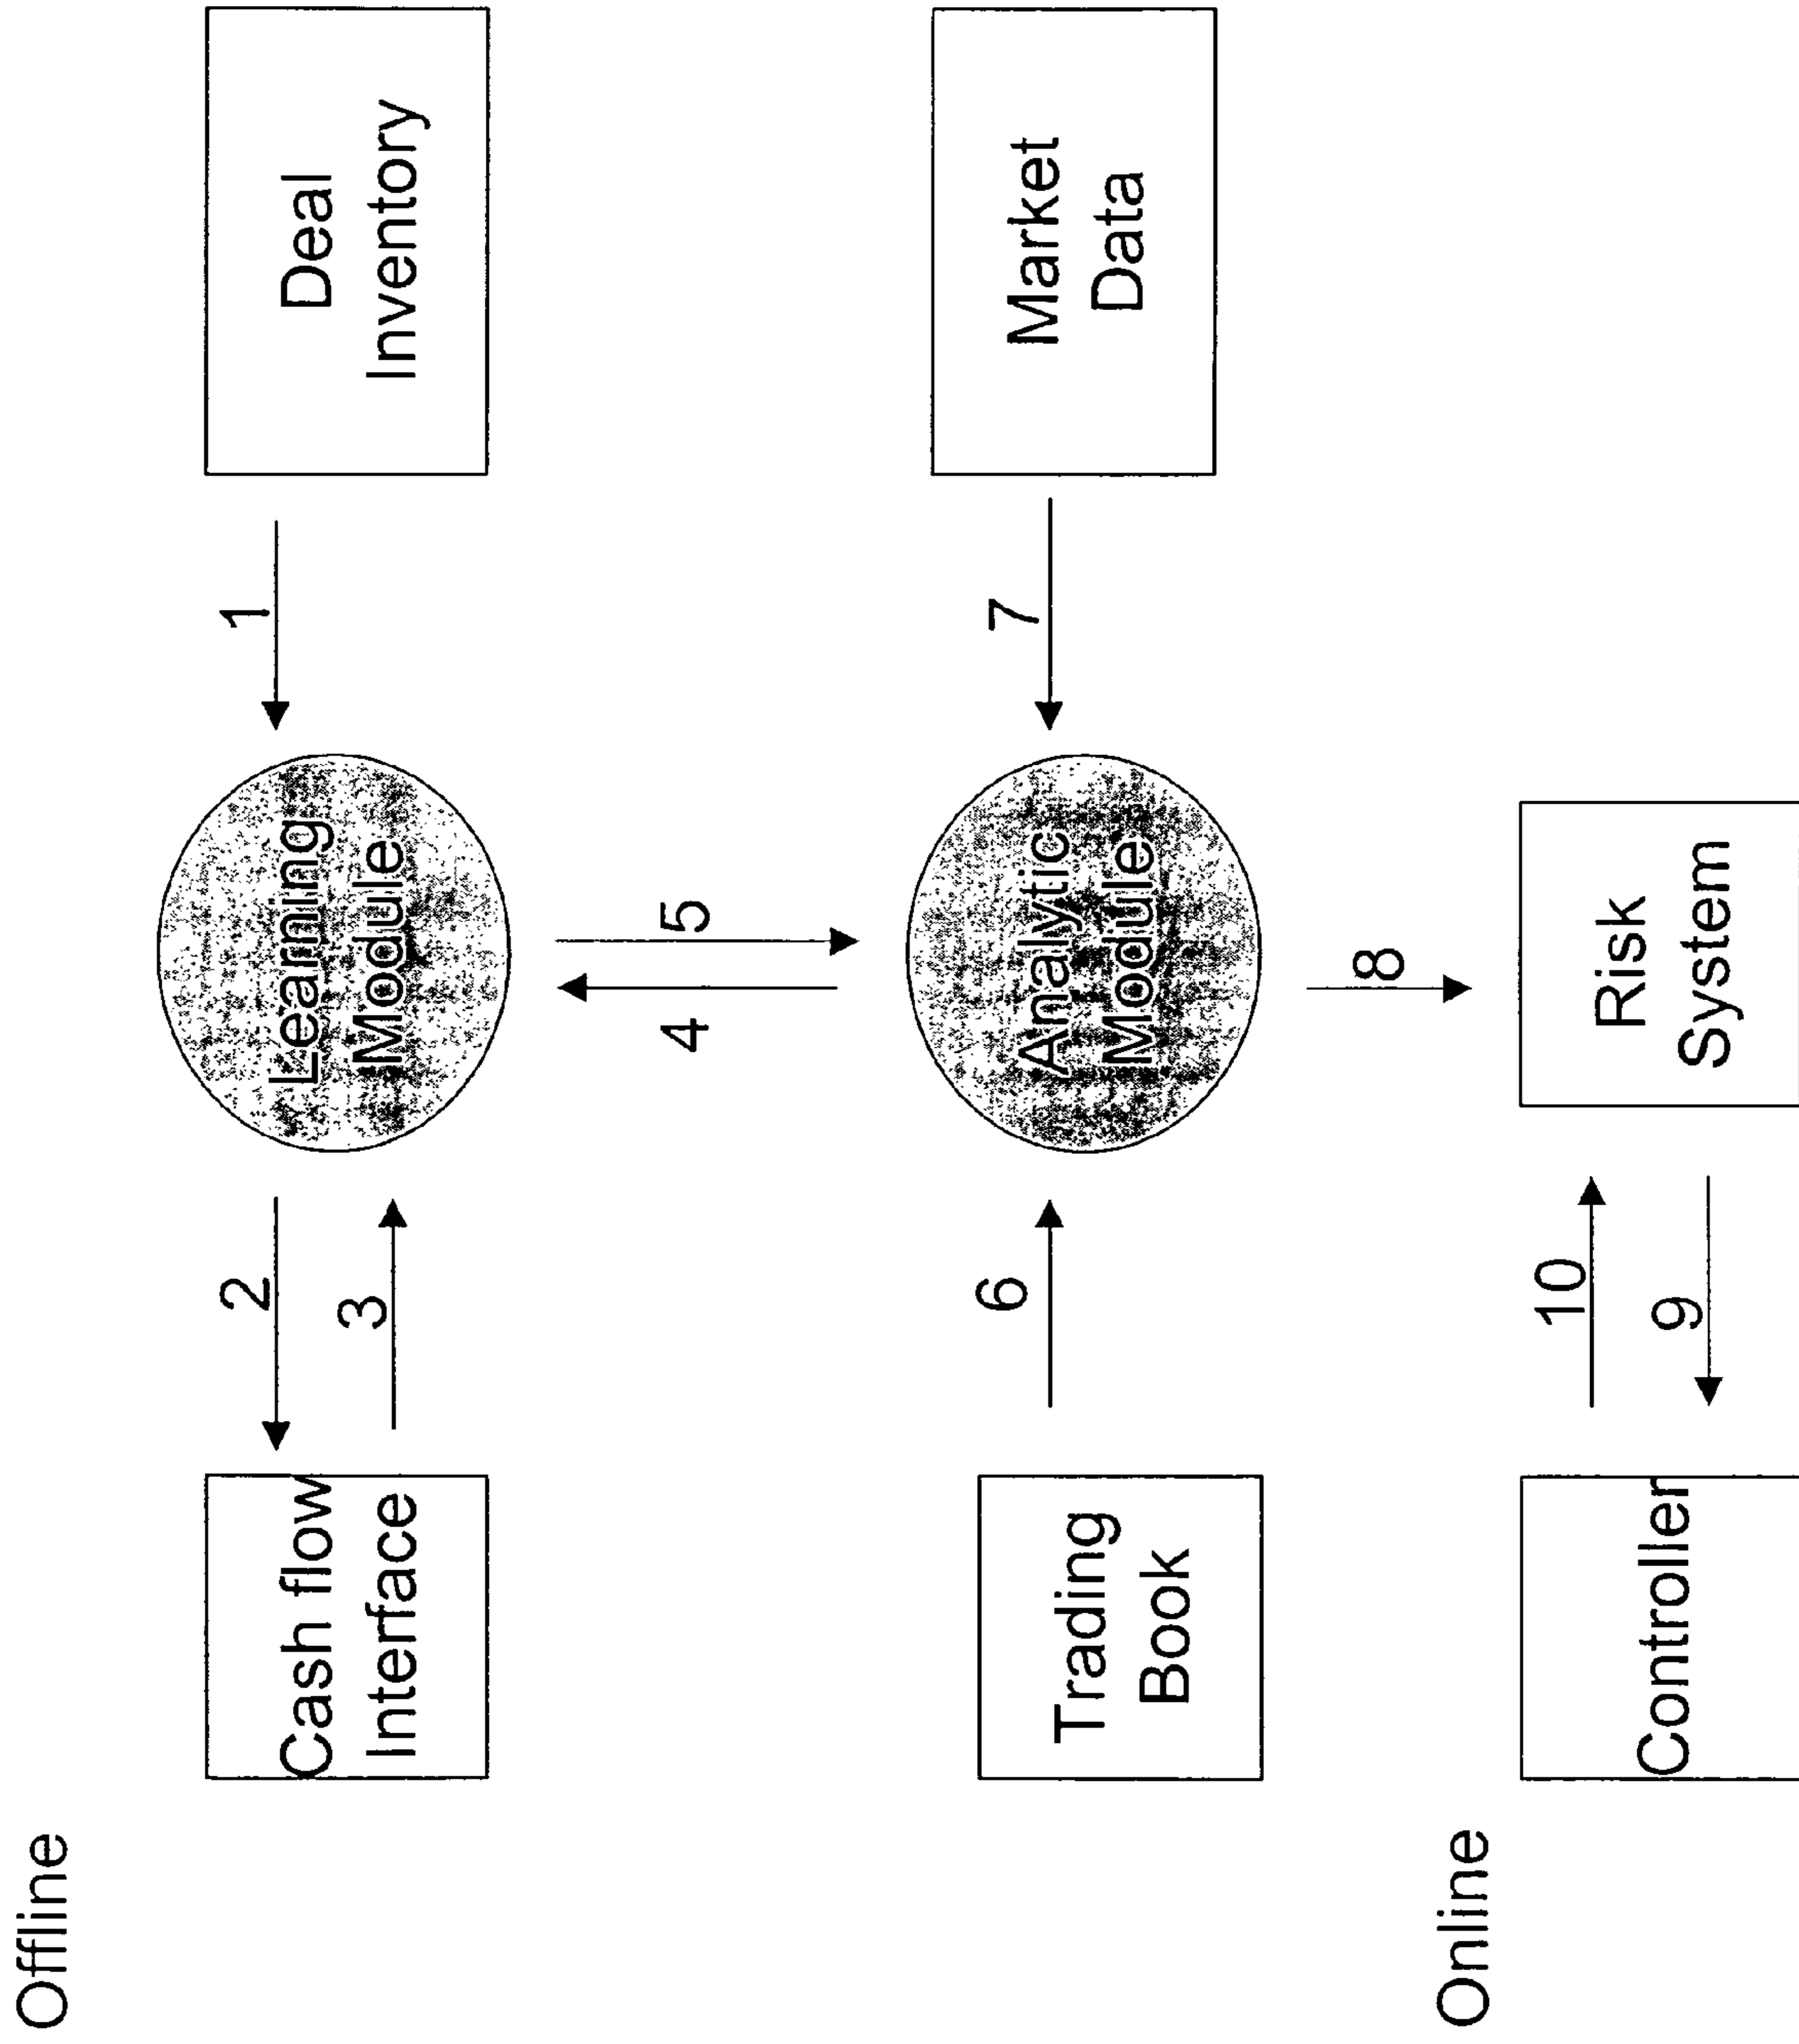 Offline
Cash flow
Interface
2
3
Learning
Module
1
Deal
Inventory
4
5
Trading
Book
6
Analytic
Module
7
Market
Data
8
Online
Controller
10
9
Risk
System